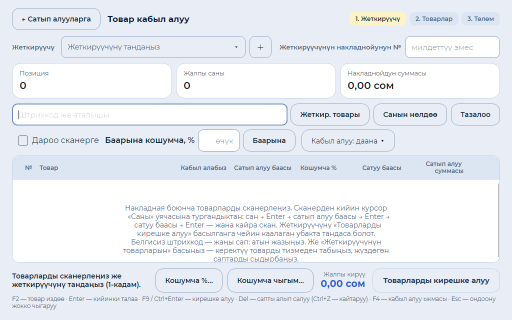 ← Сатып алууларга
Товар кабыл алуу
1. Жеткирүүчү
2. Товарлар
3. Төлөм
Жеткирүүчү
Жеткирүүчүнү тандаңыз
+
Жеткирүүчүнүн накладнойунун №
милдеттүү эмес
Позиция
0
Жалпы саны
0
Накладнойдун суммасы
0,00 сом
Штрихкод же аталышы
Жеткир. товары
Санын нөлдөө
Тазалоо
Дароо сканерге
Баарына кошумча, %
өчүк
Баарына
Кабыл алуу: даана
№ Товар Кабыл алабыз Сатып алуу баасы Кошумча % Сатуу баасы Сатып алуу суммасы
Накладная боюнча товарларды сканерлеңиз. Сканерден кийин курсор
«Саны» уячасына тургандыктан: сан → Enter → сатып алуу баасы → Enter →
сатуу баасы → Enter — жана кайра скан. Жеткирүүчүнү «Товарларды
кирешке алуу» басылганга чейин каалаган убакта тандаса болот.
Белгисиз штрихкод — жаңы сап: атын жазыңыз. Же «Жеткирүүчүнүн
товарларын» басыңыз — керектүү товарды тизмеден табыңыз, жүздөгөн
саптарды сыдырбаңыз.
Товарларды сканерлеңиз же
жеткирүүчүнү тандаңыз (1-кадам).
Кошумча %...
Кошумча чыгым...
Жалпы кирүү
0,00 сом
Товарларды кирешке алуу
F2 — товар издөө · Enter — кийинки талаа · F9 / Ctrl+Enter — кирешке алуу · Del — сапты алып салуу (Ctrl+Z — кайтаруу) · F4 — кабыл алуу ыкмасы · Esc — оңдоону
жокко чыгаруу